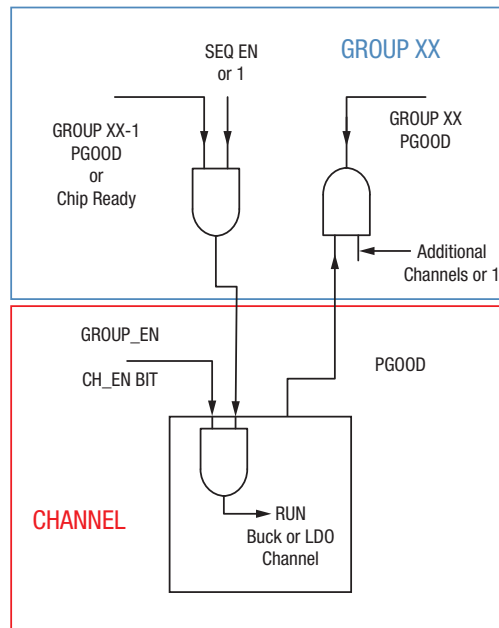 SEQ EN
or 1
GROUP XX
GROUP XX-1
PGOOD
or
Chip Ready
GROUP XX
PGOOD
Additional
Channels or 1
GROUP_EN
CH_EN BIT
PGOOD
CHANNEL
RUN
Buck or LDO
Channel